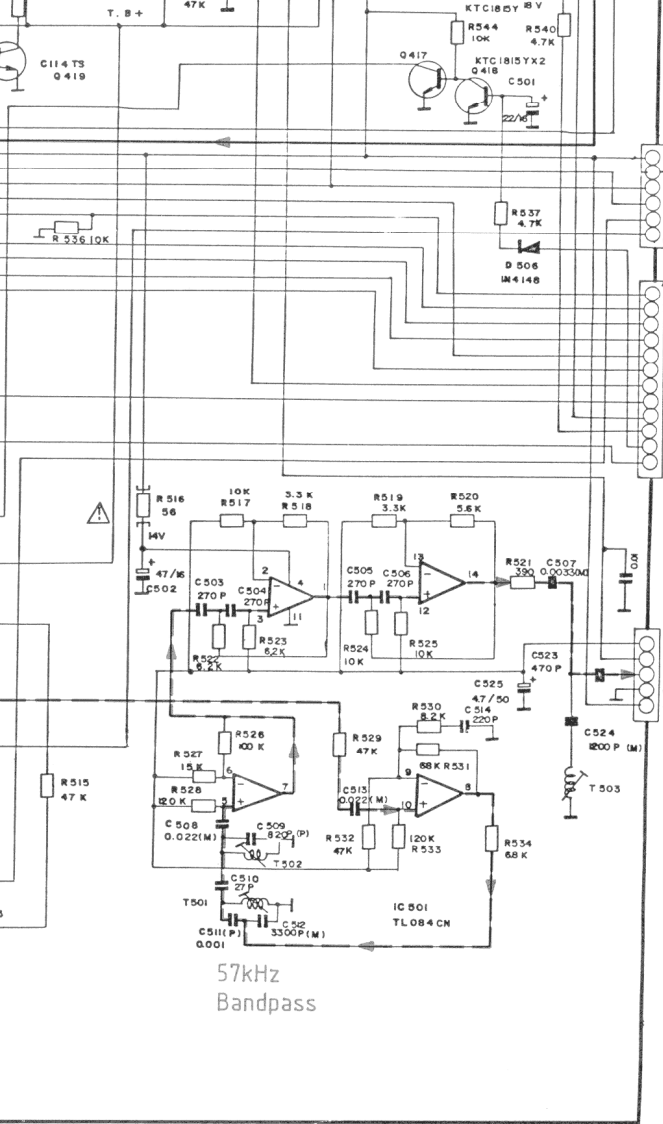 47K
T. B+
KTC1815Y 18V
R544
10K
R540
4.7K
C114TS
Q419
Q417
KTC1815YX2
Q418
C501
+
22/16
R537
4.7K
R536 10K
D506
IN4148
R516
56
14V
+
47/16
C502
10K
R517
3.3K
R518
R519
3.3K
R520
5.6K
2
4
3
11
1
13
12
14
C503
270P
C504
270P
C505
270P
C506
270P
R521
390
C507
0.0033(M)
0.01
R522
6.2K
R523
6.2K
R524
10K
R525
10K
C523
470P
C525
+
4.7/50
R530
8.2K
C514
220P
C524
1200P (M)
R526
100K
R529
47K
68K R531
R527
15K
6
7
5
R528
120K
C513
0.022(M)
9
8
10
T503
R515
47K
C508
0.022(M)
C509
820P(P)
R532
47K
120K
R533
R534
68K
T502
C510
27P
T501
C511(P)
0.001
C512
3300P(M)
IC501
TL084CN
57kHz
Bandpass